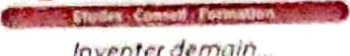 Etudes - Conseil - Formation
Inventer demain...